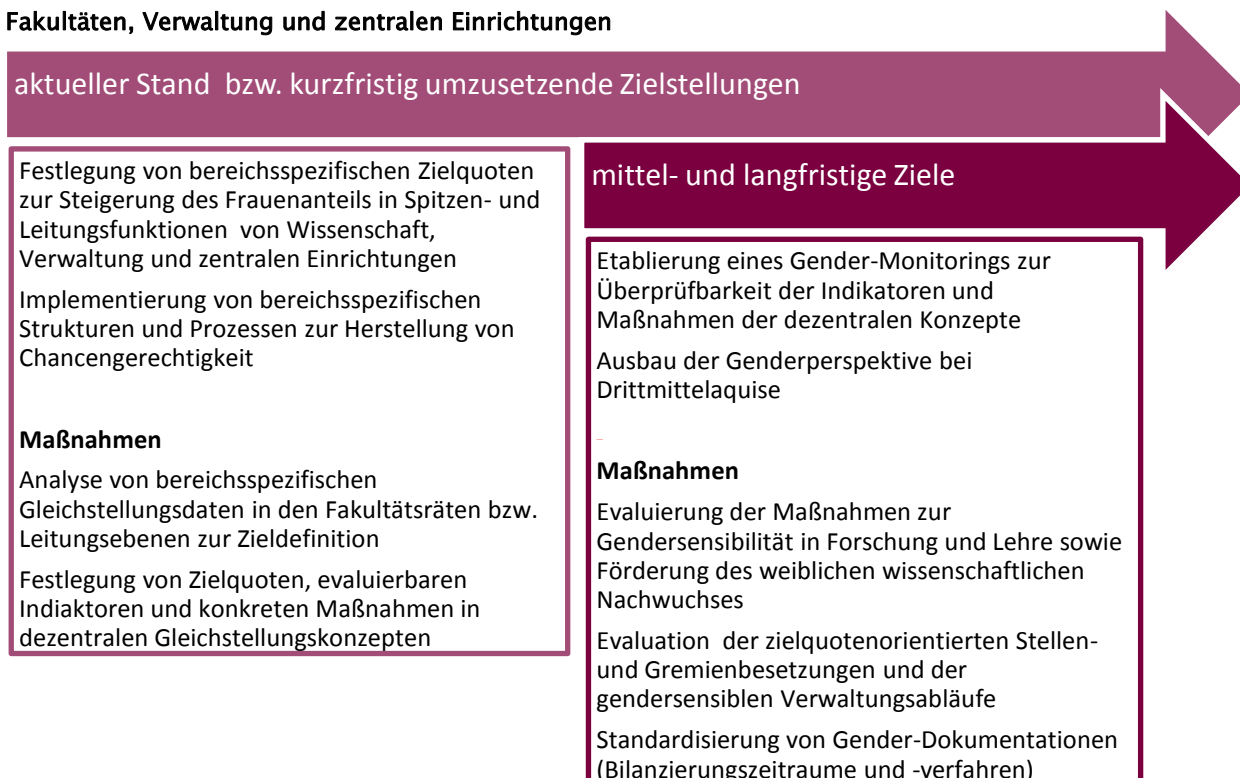 Fakultäten, Verwaltung und zentralen Einrichtungen
aktueller Stand bzw. kurzfristig umzusetzende Zielstellungen
Festlegung von bereichsspezifischen Zielquoten
zur Steigerung des Frauenanteils in Spitzen- und
Leitungsfunktionen von Wissenschaft,
Verwaltung und zentralen Einrichtungen
Implementierung von bereichsspezifischen
Strukturen und Prozessen zur Herstellung von
Chancengerechtigkeit
Maßnahmen
Analyse von bereichsspezifischen
Gleichstellungsdaten in den Fakultätsräten bzw.
Leitungsebenen zur Zieldefinition
Festlegung von Zielquoten, evaluierbaren
Indiaktoren und konkreten Maßnahmen in
dezentralen Gleichstellungskonzepten
mittel- und langfristige Ziele
Etablierung eines Gender-Monitorings zur
Überprüfbarkeit der Indikatoren und
Maßnahmen der dezentralen Konzepte
Ausbau der Genderperspektive bei
Drittmittelaquise
Maßnahmen
Evaluierung der Maßnahmen zur
Gendersensibilität in Forschung und Lehre sowie
Förderung des weiblichen wissenschaftlichen
Nachwuchses
Evaluation der zielquotenorientierten Stellen-
und Gremienbesetzungen und der
gendersensiblen Verwaltungsabläufe
Standardisierung von Gender-Dokumentationen
(Bilanzierungszeitraume und -verfahren)